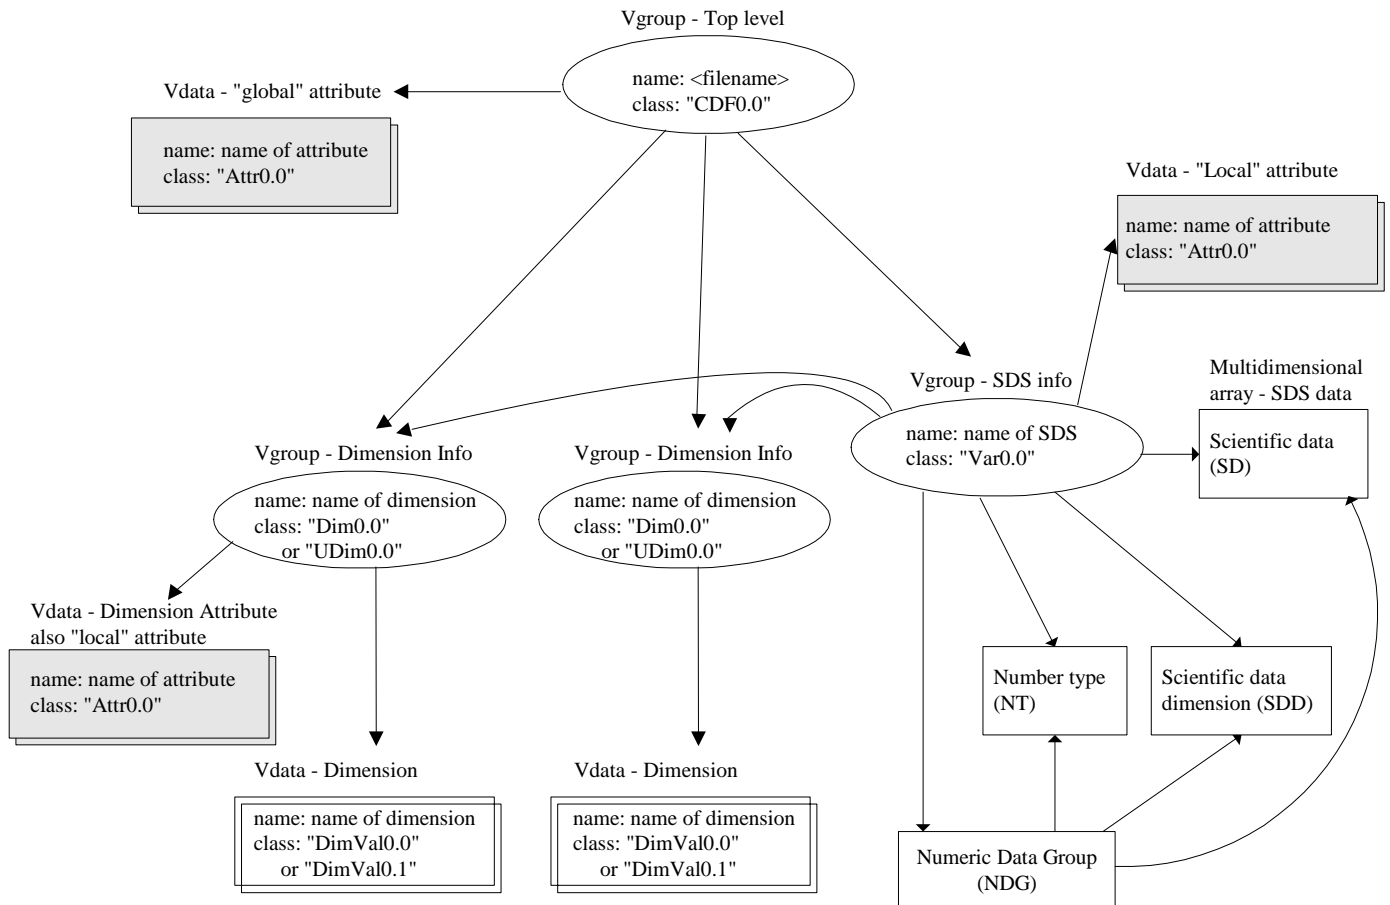 Vgroup - Top level
name: <filename>
class: "CDF0.0"
Vdata - "global" attribute
name: name of attribute
class: "Attr0.0"
Vdata - "Local" attribute
name: name of attribute
class: "Attr0.0"
Vgroup - SDS info
name: name of SDS
class: "Var0.0"
Multidimensional
array - SDS data
Scientific data
(SD)
Vgroup - Dimension Info
name: name of dimension
class: "Dim0.0"
or "UDim0.0"
Vgroup - Dimension Info
name: name of dimension
class: "Dim0.0"
or "UDim0.0"
Vdata - Dimension Attribute
also "local" attribute
name: name of attribute
class: "Attr0.0"
Number type
(NT)
Scientific data
dimension (SDD)
Vdata - Dimension
name: name of dimension
class: "DimVal0.0"
or "DimVal0.1"
Vdata - Dimension
name: name of dimension
class: "DimVal0.0"
or "DimVal0.1"
Numeric Data Group
(NDG)